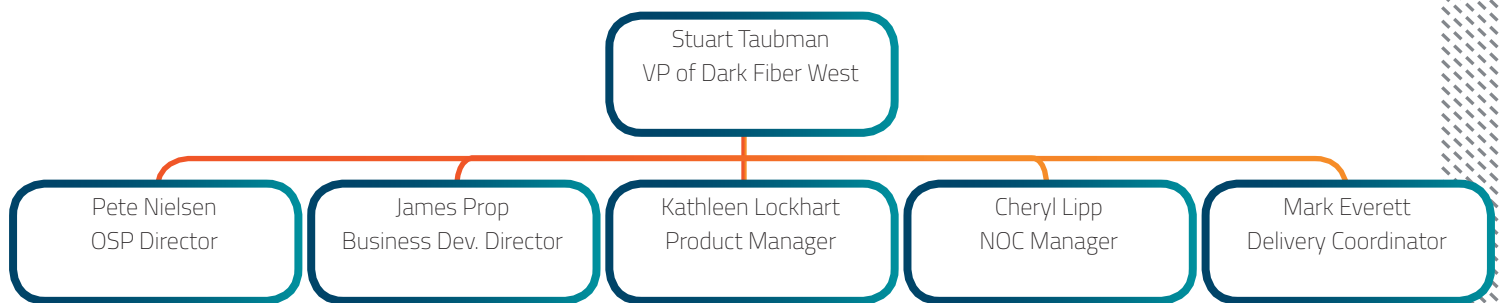 Stuart Taubman
VP of Dark Fiber West
Pete Nielsen
OSP Director
James Prop
Business Dev. Director
Kathleen Lockhart
Product Manager
Cheryl Lipp
NOC Manager
Mark Everett
Delivery Coordinator